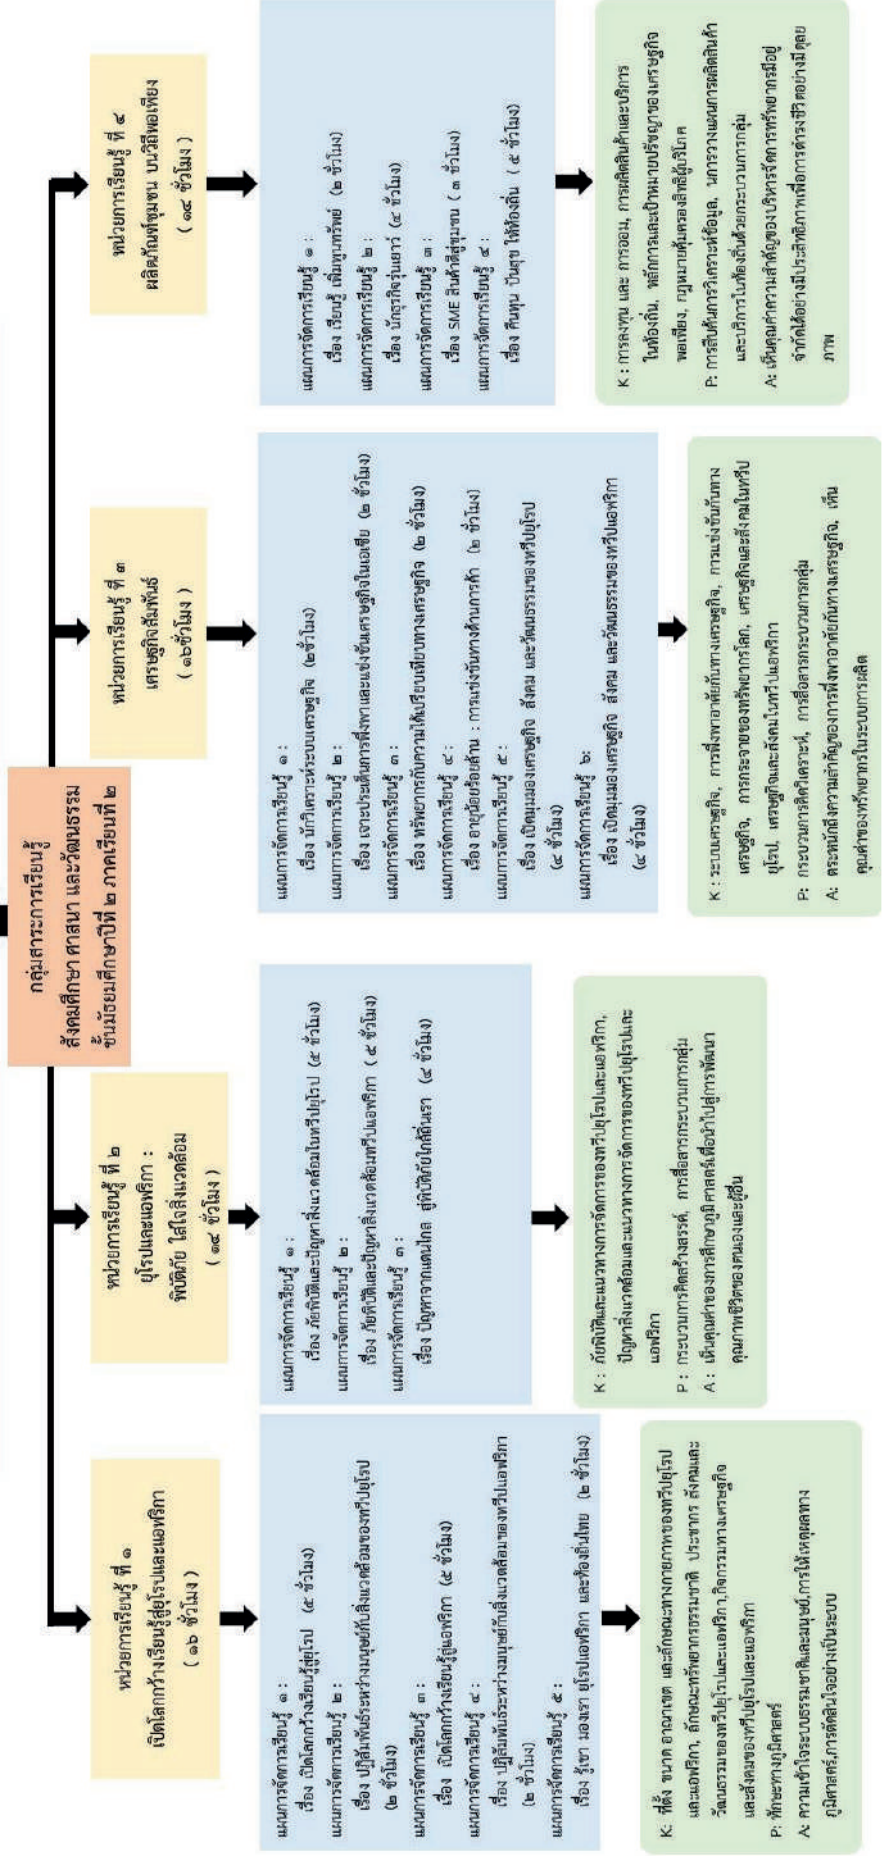 กลุ่มสาระการเรียนรู้
สังคมศึกษา ศาสนา และวัฒนธรรม
ชั้นมัธยมศึกษาปีที่ ๒ ภาคเรียนที่ ๒
หน่วยการเรียนรู้ ที่ ๑
เปิดโลกกว้างเรียนรู้สู่ยุโรปและแอฟริกา
( ๑๖ ชั่วโมง )
แผนการจัดการเรียนรู้ ๑ :
เรื่อง เปิดโลกกว้างเรียนรู้สู่ยุโรป (๕ ชั่วโมง)
แผนการจัดการเรียนรู้ ๒ :
เรื่อง ปฏิสัมพันธ์ระหว่างมนุษย์กับสิ่งแวดล้อมของทวีปยุโรป
(๒ ชั่วโมง)
แผนการจัดการเรียนรู้ ๓ :
เรื่อง เปิดโลกกว้างเรียนรู้สู่แอฟริกา (๕ ชั่วโมง)
แผนการจัดการเรียนรู้ ๔ :
เรื่อง ปฏิสัมพันธ์ระหว่างมนุษย์กับสิ่งแวดล้อมของทวีปแอฟริกา
(๒ ชั่วโมง)
แผนการจัดการเรียนรู้ ๕ :
เรื่อง รู้เขา มองเรา ยุโรปแอฟริกา และท้องถิ่นไทย (๒ ชั่วโมง)
K: ที่ตั้ง ขนาด อาณาเขต และลักษณะทางกายภาพของทวีปยุโรป
และแอฟริกา, ลักษณะทรัพยากรธรรมชาติ ประชากร สังคมและ
วัฒนธรรมของทวีปยุโรปและแอฟริกา,กิจกรรมทางเศรษฐกิจ
และสังคมของทวีปยุโรปและแอฟริกา
P: ทักษะทางภูมิศาสตร์
A: ความเข้าใจระบบธรรมชาติและมนุษย์,การให้เหตุผลทาง
ภูมิศาสตร์,การตัดสินใจอย่างเป็นระบบ
หน่วยการเรียนรู้ ที่ ๒
ยุโรปและแอฟริกา :
พิบัติภัย ใส่ใจสิ่งแวดล้อม
( ๑๔ ชั่วโมง )
แผนการจัดการเรียนรู้ ๑ :
เรื่อง ภัยพิบัติและปัญหาสิ่งแวดล้อมในทวีปยุโรป (๕ ชั่วโมง)
แผนการจัดการเรียนรู้ ๒ :
เรื่อง ภัยพิบัติและปัญหาสิ่งแวดล้อมทวีปแอฟริกา ( ๕ ชั่วโมง)
แผนการจัดการเรียนรู้ ๓ :
เรื่อง ปัญหาจากแดนไกล สู่พิบัติภัยใกล้ถิ่นเรา (๔ ชั่วโมง)
K : ภัยพิบัติและแนวทางการจัดการของทวีปยุโรปและแอฟริกา,
ปัญหาสิ่งแวดล้อมและแนวทางการจัดการของทวีปยุโรปและ
แอฟริกา
P : กระบวนการคิดสร้างสรรค์, การสื่อสารกระบวนการกลุ่ม
A : เห็นคุณค่าของการศึกษาภูมิศาสตร์เพื่อนำไปสู่การพัฒนา
คุณภาพชีวิตของตนเองและผู้อื่น
หน่วยการเรียนรู้ ที่ ๓
เศรษฐกิจสัมพันธ์
( ๑๖ชั่วโมง )
แผนการจัดการเรียนรู้ ๑ :
เรื่อง นักวิเคราะห์ระบบเศรษฐกิจ (๒ชั่วโมง)
แผนการจัดการเรียนรู้ ๒ :
เรื่อง เจาะประเด็นการพึ่งพาและแข่งขันเศรษฐกิจในเอเชีย (๒ ชั่วโมง)
แผนการจัดการเรียนรู้ ๓:
เรื่อง ทรัพยากรกับความได้เปรียบเทียบทางเศรษฐกิจ (๒ ชั่วโมง)
แผนการจัดการเรียนรู้ ๔ :
เรื่อง อายุน้อยร้อยล้าน : การแข่งขันทางด้านการค้า (๒ ชั่วโมง)
แผนการจัดการเรียนรู้ ๕ :
เรื่อง เปิดมุมมองเศรษฐกิจ สังคม และวัฒนธรรมของทวีปยุโรป
(๔ ชั่วโมง)
แผนการจัดการเรียนรู้ ๖:
เรื่อง เปิดมุมมองเศรษฐกิจ สังคม และวัฒนธรรมของทวีปแอฟริกา
(๔ ชั่วโมง)
K : ระบบเศรษฐกิจ, การพึ่งพาอาศัยกันทางเศรษฐกิจ, การแข่งขันกันทาง
เศรษฐกิจ, การกระจายของทรัพยากรโลก, เศรษฐกิจและสังคมในทวีป
ยุโรป, เศรษฐกิจและสังคมในทวีปแอฟริกา
P: กระบวนการคิดวิเคราะห์, การสื่อสารกระบวนการกลุ่ม
A: ตระหนักถึงความสำคัญของการพึ่งพาอาศัยกันทางเศรษฐกิจ, เห็น
คุณค่าของทรัพยากรในระบบการผลิต
หน่วยการเรียนรู้ ที่ ๔
ผลิตภัณฑ์ชุมชน บนวิถีพอเพียง
( ๑๔ ชั่วโมง )
แผนการจัดการเรียนรู้ ๑ :
เรื่อง เรียนรู้ เพิ่มพูนทรัพย์ (๒ ชั่วโมง)
แผนการจัดการเรียนรู้ ๒ :
เรื่อง นักธุรกิจรุ่นเยาว์ (๔ ชั่วโมง)
แผนการจัดการเรียนรู้ ๓ :
เรื่อง SME สินค้าดีสู่ชุมชน ( ๓ ชั่วโมง)
แผนการจัดการเรียนรู้ ๔ :
เรื่อง คืนทุน ปันสุข ให้ท้องถิ่น ( ๕ ชั่วโมง)
K : การลงทุน และ การออม, การผลิตสินค้าและบริการ
ในท้องถิ่น, หลักการและเป้าหมายปรัชญาของเศรษฐกิจ
พอเพียง, กฎหมายคุ้มครองสิทธิผู้บริโภค
P: การสืบค้นการวิเคราะห์ข้อมูล, นการวางแผนการผลิตสินค้า
และบริการในท้องถิ่นด้วยกระบวนการกลุ่ม
A: เห็นคุณค่าความสำคัญของบริหารจัดการทรัพยากรมีอยู่
จำกัดได้อย่างมีประสิทธิภาพเพื่อการดำรงชีวิตอย่างมีดุลย
ภาพ